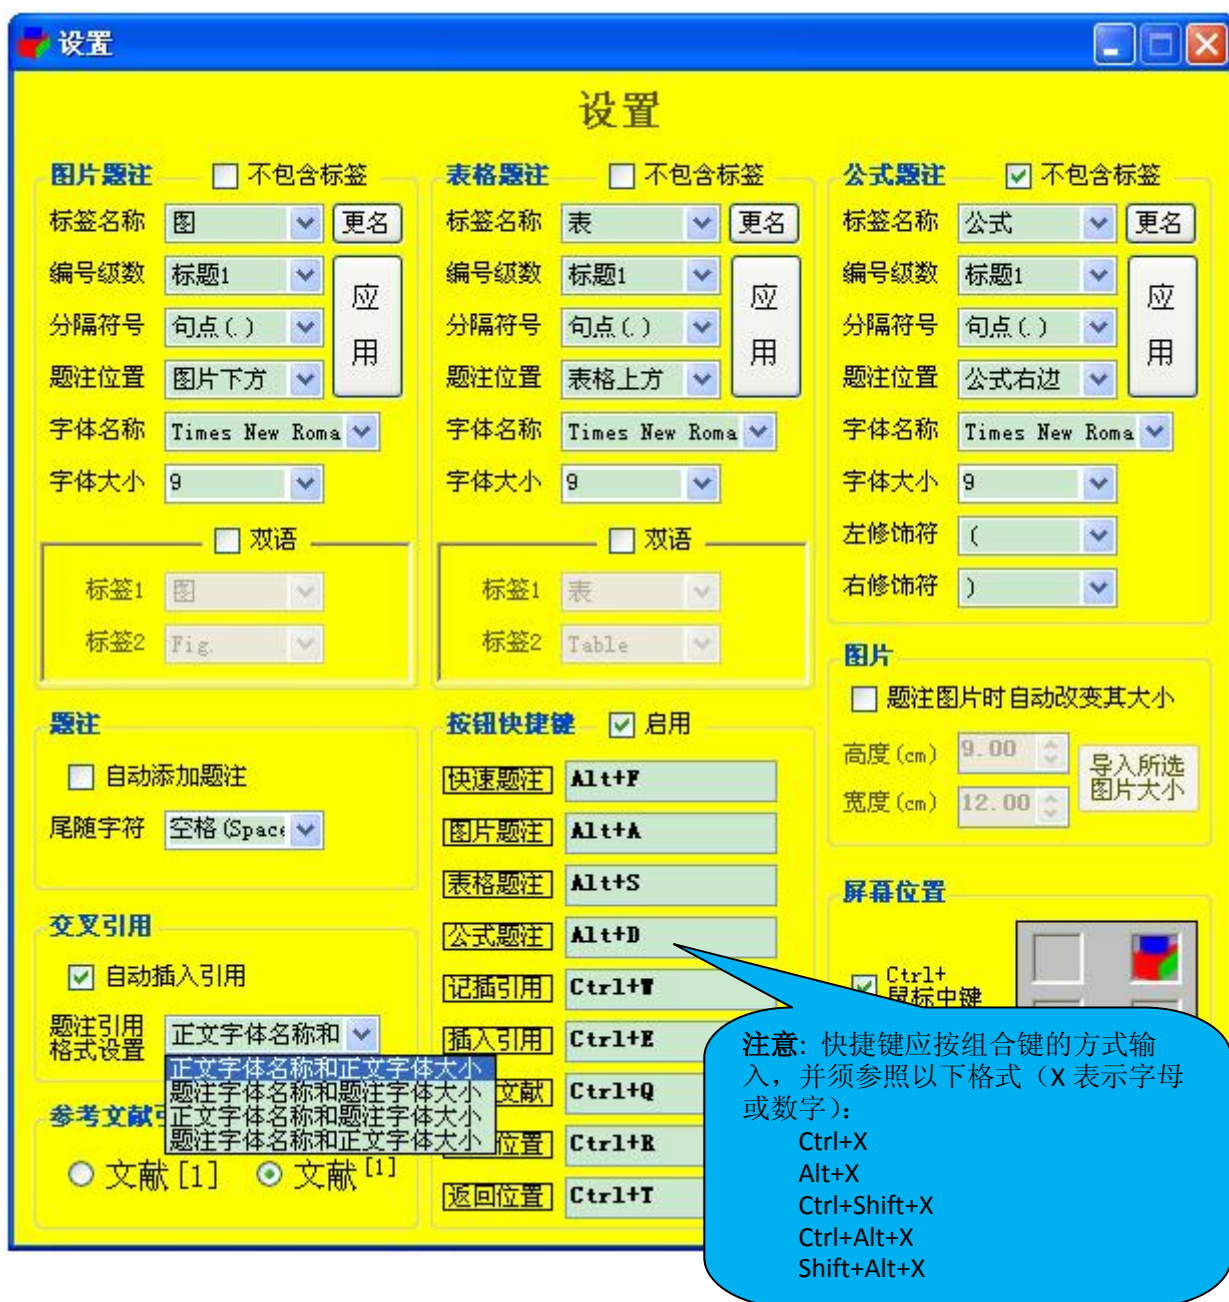 设置
设置
图片题注 不包含标签
标签名称 图 更名
编号级数 标题1
分隔符号 句点(.)
应用
题注位置 图片下方
字体名称 Times New Roma
字体大小 9
双语
标签1 图
标签2 Fig.
表格题注 不包含标签
标签名称 表 更名
编号级数 标题1
分隔符号 句点(.)
应用
题注位置 表格上方
字体名称 Times New Roma
字体大小 9
双语
标签1 表
标签2 Table
公式题注 不包含标签
标签名称 公式 更名
编号级数 标题1
分隔符号 句点(.)
应用
题注位置 公式右边
字体名称 Times New Roma
字体大小 9
左修饰符 (
右修饰符 )
图片
题注图片时自动改变其大小
高度(cm) 9.00
宽度(cm) 12.00
导入所选
图片大小
题注
自动添加题注
尾随字符 空格(Space
交叉引用
自动插入引用
题注引用
格式设置
正文字体名称和
正文字体名称和正文字体大小
题注字体名称和题注字体大小
正文字体名称和题注字体大小
题注字体名称和正文字体大小
参考文献
文献[1] 文献[1]
按钮快捷键 启用
快速题注 Alt+F
图片题注 Alt+A
表格题注 Alt+S
公式题注 Alt+D
记插引用 Ctrl+W
插入引用 Ctrl+E
文献 Ctrl+Q
位置 Ctrl+R
返回位置 Ctrl+T
屏幕位置
Ctrl+
鼠标中键
注意: 快捷键应按组合键的方式输
入，并须参照以下格式（X 表示字母
或数字）：
Ctrl+X
Alt+X
Ctrl+Shift+X
Ctrl+Alt+X
Shift+Alt+X